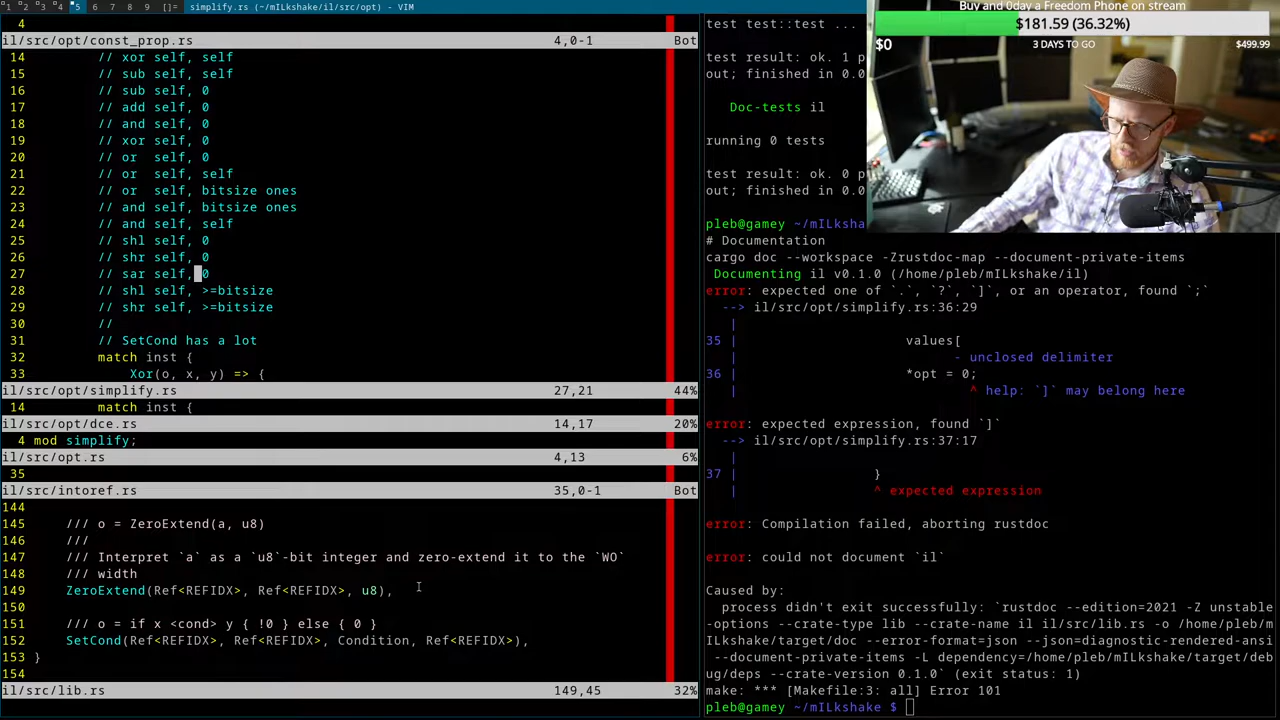 1 2 3 4 5 6 7 8 9 []= simplify.rs (~/mILkshake/il/src/opt) - VIM
4
il/src/opt/const_prop.rs 4,0-1 Bot
14 // xor self, self
15 // sub self, self
16 // sub self, 0
17 // add self, 0
18 // and self, 0
19 // xor self, 0
20 // or  self, 0
21 // or  self, self
22 // or  self, bitsize ones
23 // and self, bitsize ones
24 // and self, self
25 // shl self, 0
26 // shr self, 0
27 // sar self, 0
28 // shl self, >=bitsize
29 // shr self, >=bitsize
30 //
31 // SetCond has a lot
32 match inst {
33 Xor(o, x, y) => {
il/src/opt/simplify.rs 27,21 44%
14 match inst {
il/src/opt/dce.rs 14,17 20%
4 mod simplify;
il/src/opt.rs 4,13 6%
35
il/src/intoref.rs 35,0-1 Bot
144
145 /// o = ZeroExtend(a, u8)
146 ///
147 /// Interpret `a` as a `u8`-bit integer and zero-extend it to the `WO`
148 /// width
149 ZeroExtend(Ref<REFIDX>, Ref<REFIDX>, u8),
150
151 /// o = if x <cond> y { !0 } else { 0 }
152 SetCond(Ref<REFIDX>, Ref<REFIDX>, Condition, Ref<REFIDX>),
153 }
154
il/src/lib.rs 149,45 32%
test test::test ...
test result: ok. 1 p
out; finished in 0.0
Doc-tests il
running 0 tests
test result: ok. 0 p
out; finished in 0.0
pleb@gamey ~/mILksha
# Documentation
cargo doc --workspace -Zrustdoc-map --document-private-items
Documenting il v0.1.0 (/home/pleb/mILkshake/il)
error: expected one of `.`, `?`, `]`, or an operator, found `;`
--> il/src/opt/simplify.rs:36:29
|
35 | values[
| - unclosed delimiter
36 | *opt = 0;
| ^ help: `]` may belong here
error: expected expression, found `]`
--> il/src/opt/simplify.rs:37:17
|
37 | }
| ^ expected expression
error: Compilation failed, aborting rustdoc
error: could not document `il`
Caused by:
process didn't exit successfully: `rustdoc --edition=2021 -Z unstable
-options --crate-type lib --crate-name il il/src/lib.rs -o /home/pleb/m
ILkshake/target/doc --error-format=json --json=diagnostic-rendered-ansi
--document-private-items -L dependency=/home/pleb/mILkshake/target/deb
ug/deps --crate-version 0.1.0` (exit status: 1)
make: *** [Makefile:3: all] Error 101
pleb@gamey ~/mILkshake $
Buy and 0day a Freedom Phone on stream
$181.59 (36.32%)
$0 3 DAYS TO GO $499.99